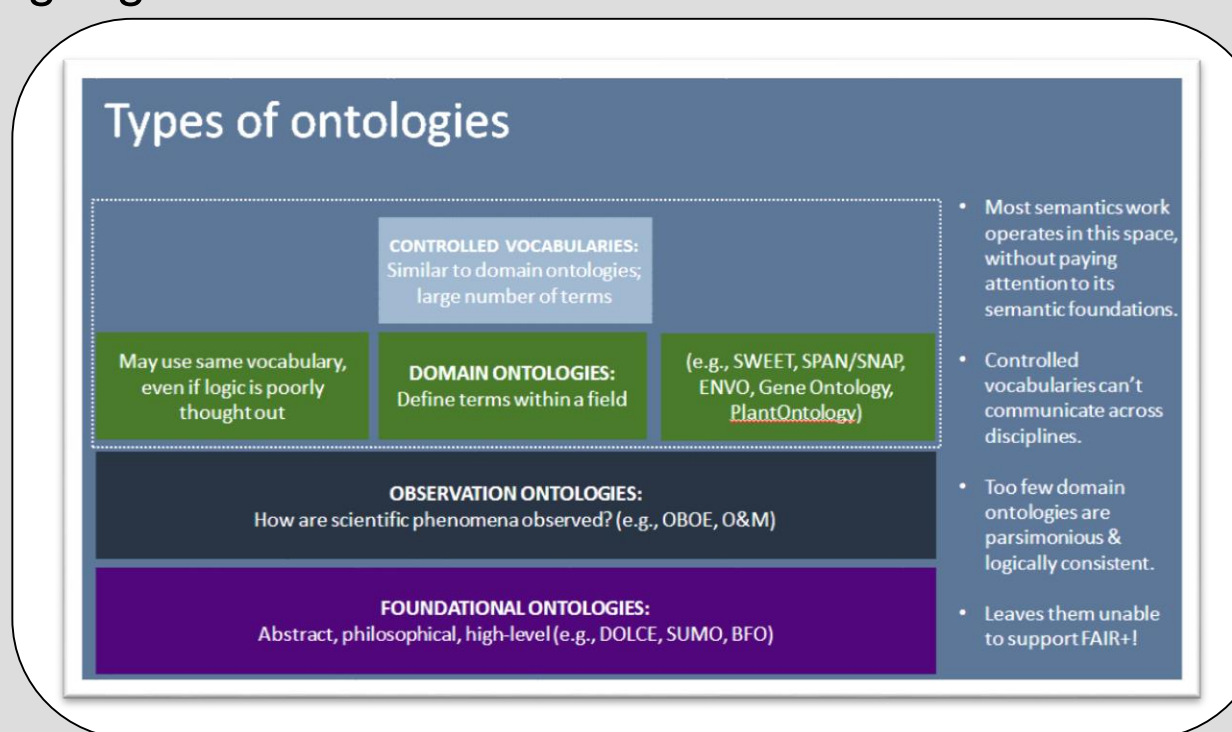 Types of ontologies
CONTROLLED VOCABULARIES:
Similar to domain ontologies;
large number of terms
May use same vocabulary,
even if logic is poorly
thought out
DOMAIN ONTOLOGIES:
Define terms within a field
(e.g., SWEET, SPAN/SNAP,
ENVO, Gene Ontology,
PlantOntology)
OBSERVATION ONTOLOGIES:
How are scientific phenomena observed? (e.g., OBOE, O&M)
FOUNDATIONAL ONTOLOGIES:
Abstract, philosophical, high-level (e.g., DOLCE, SUMO, BFO)
• Most semantics work
operates in this space,
without paying
attention to its
semantic foundations.
• Controlled
vocabularies can't
communicate across
disciplines.
• Too few domain
ontologies are
parsimonious &
logically consistent.
• Leaves them unable
to support FAIR+!